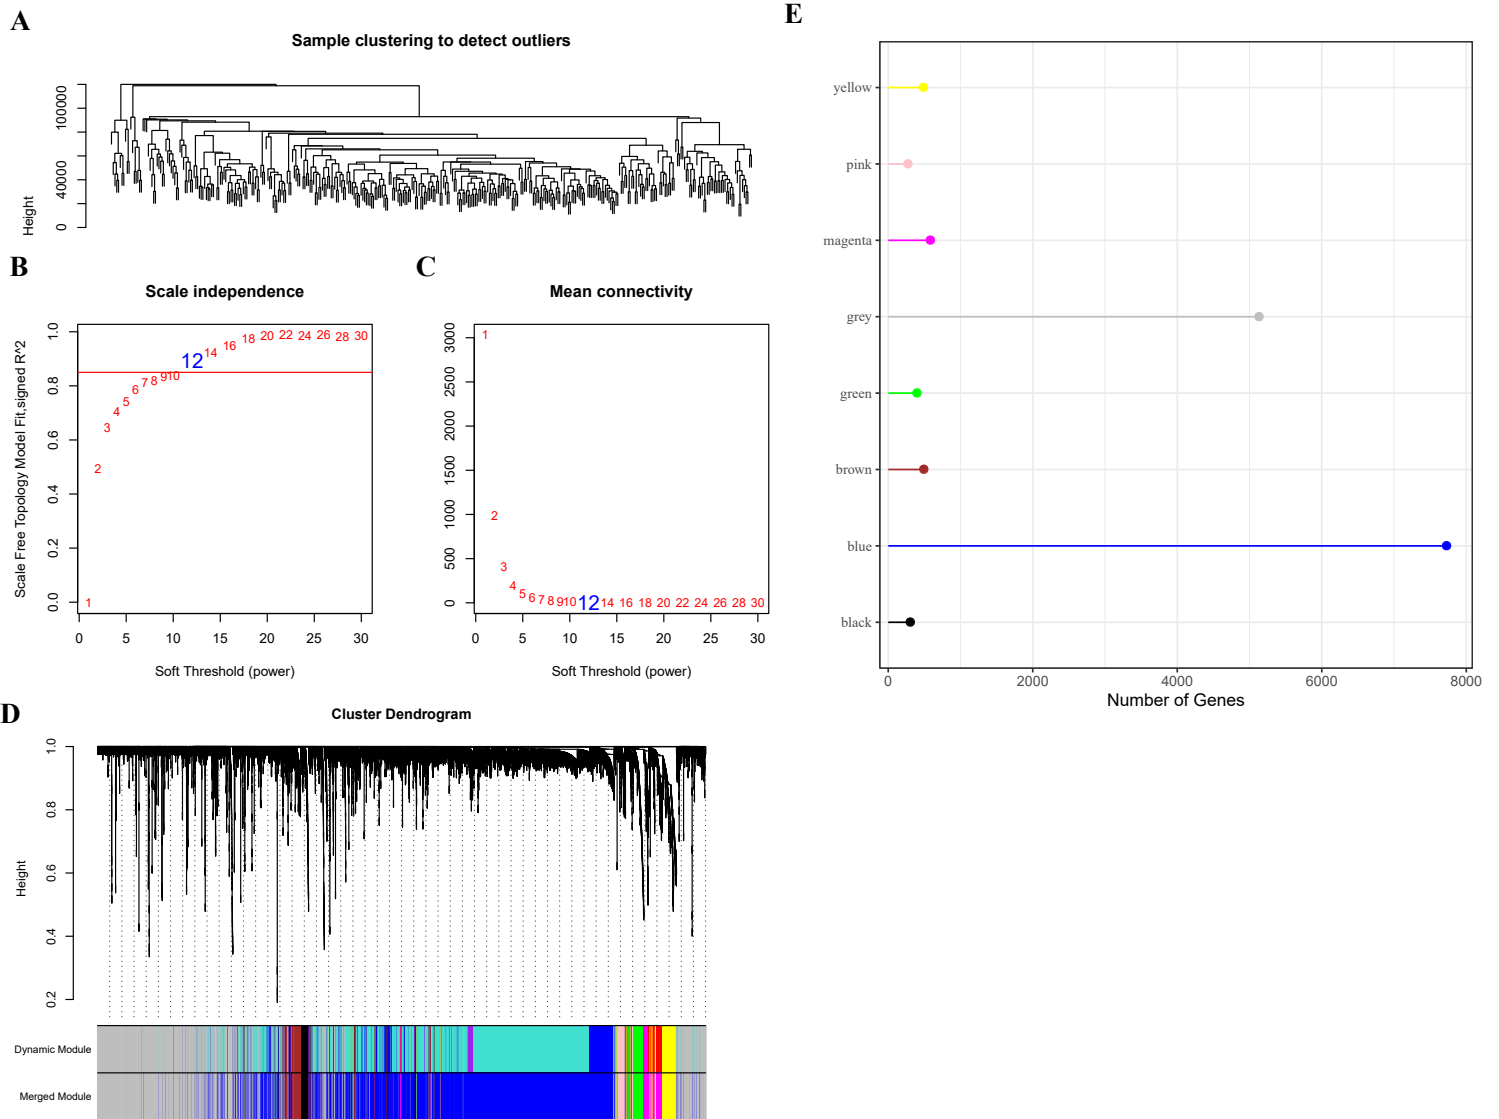 A
Sample clustering to detect outliers
Height
0
40000
100000
B
Scale independence
Scale Free Topology Model Fit,signed R^2
0.0
0.2
0.4
0.6
0.8
1.0
1
2
3
4
5
6
7
8
9
10
12
14
16
18
20
22
24
26
28
30
0 5 10 15 20 25 30
Soft Threshold (power)
C
Mean connectivity
0
500
1000
1500
2000
2500
3000
1
2
3
4
5
6
7
8
9
10
12
14
16
18
20
22
24
26
28
30
0 5 10 15 20 25 30
Soft Threshold (power)
D
Cluster Dendrogram
Height
0.2
0.4
0.6
0.8
1.0
Dynamic Module
Merged Module
E
yellow
pink
magenta
grey
green
brown
blue
black
0 2000 4000 6000 8000
Number of Genes